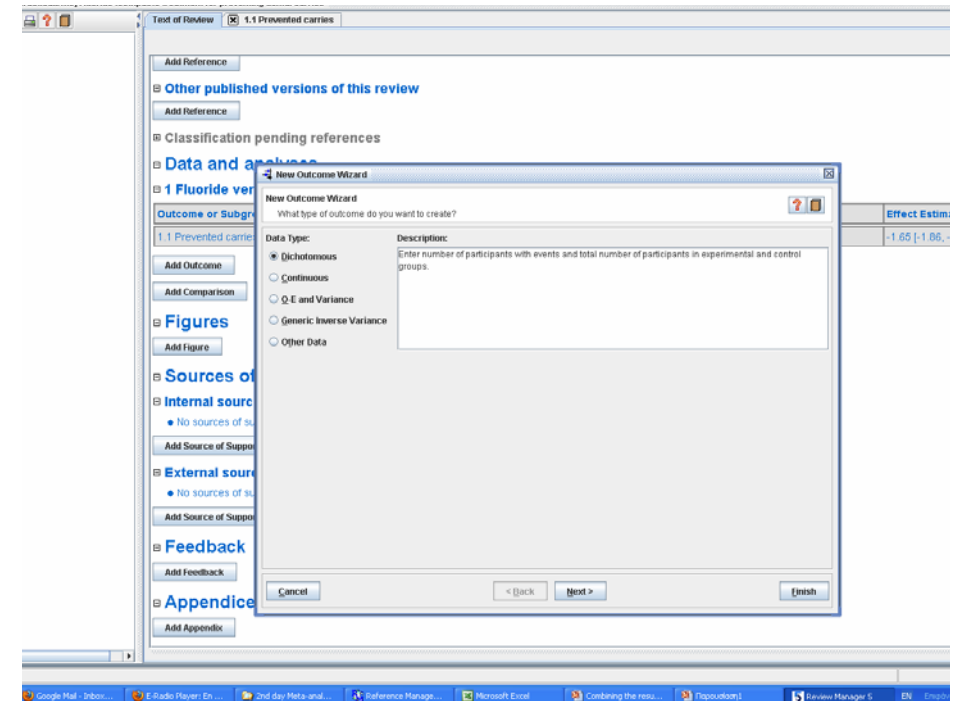 Text of Review
1.1 Prevented carries
Add Reference
Other published versions of this review
Add Reference
Classification pending references
Data and analyses
1 Fluoride ver
Outcome or Subgr
Effect Estim
1.1 Prevented carrie
-1.65 [-1.86, -
Add Outcome
Add Comparison
Figures
Add Figure
Sources of
Internal sourc
No sources of su
Add Source of Suppo
External sour
No sources of su
Add Source of Suppo
Feedback
Add Feedback
Appendice
Add Appendix
New Outcome Wizard
New Outcome Wizard
What type of outcome do you want to create?
Data Type:
Description:
Dichotomous
Continuous
O-E and Variance
Generic Inverse Variance
Other Data
Enter number of participants with events and total number of participants in experimental and control
groups.
Cancel
< Back
Next >
Finish
Google Mail - Inbox...
E-Radio Player: En ...
2nd day Meta-anal...
Reference Manage...
Microsoft Excel
Combining the resu...
Παρουσίαση1
Review Manager 5
EN